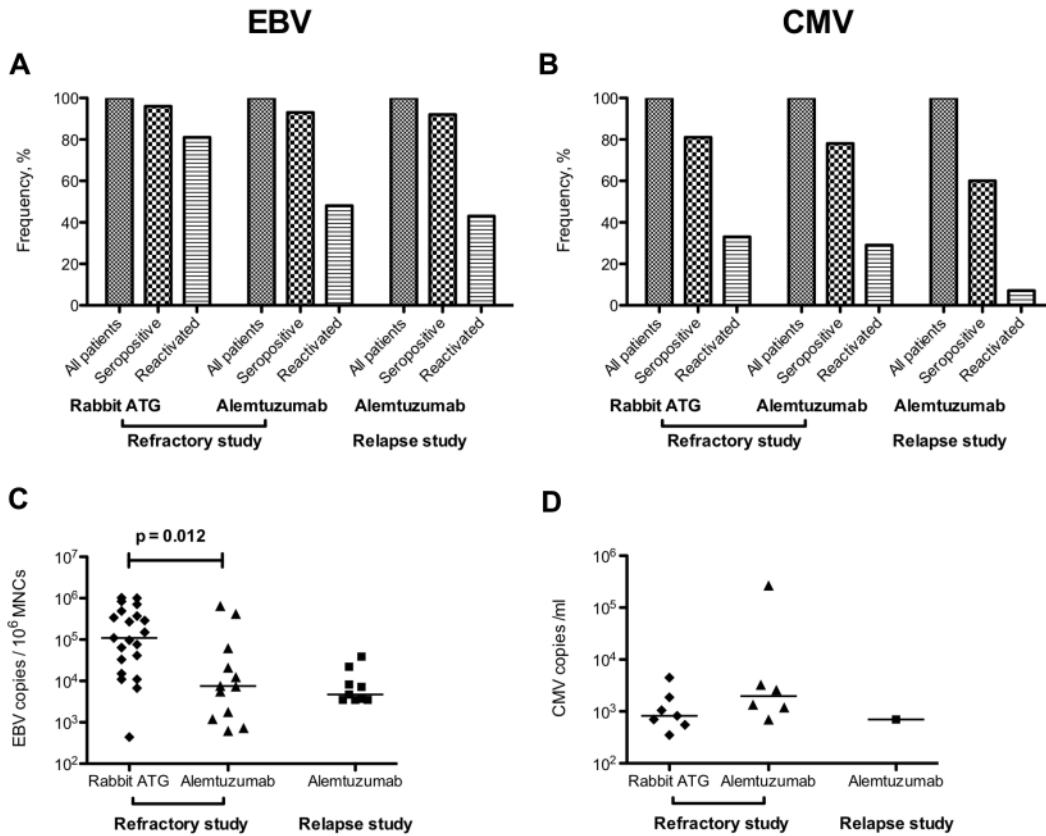 EBV
CMV
A
B
Frequency, %
100
80
60
40
20
0
All patients
Seropositive
Reactivated
All patients
Seropositive
Reactivated
All patients
Seropositive
Reactivated
Rabbit ATG
Alemtuzumab
Alemtuzumab
Refractory study
Relapse study
Frequency, %
100
80
60
40
20
0
All patients
Seropositive
Reactivated
All patients
Seropositive
Reactivated
All patients
Seropositive
Reactivated
Rabbit ATG
Alemtuzumab
Alemtuzumab
Refractory study
Relapse study
C
D
p = 0.012
EBV copies / 10⁶ MNCs
10⁷
10⁶
10⁵
10⁴
10³
10²
Rabbit ATG
Alemtuzumab
Alemtuzumab
Refractory study
Relapse study
CMV copies /ml
10⁶
10⁵
10⁴
10³
10²
Rabbit ATG
Alemtuzumab
Alemtuzumab
Refractory study
Relapse study